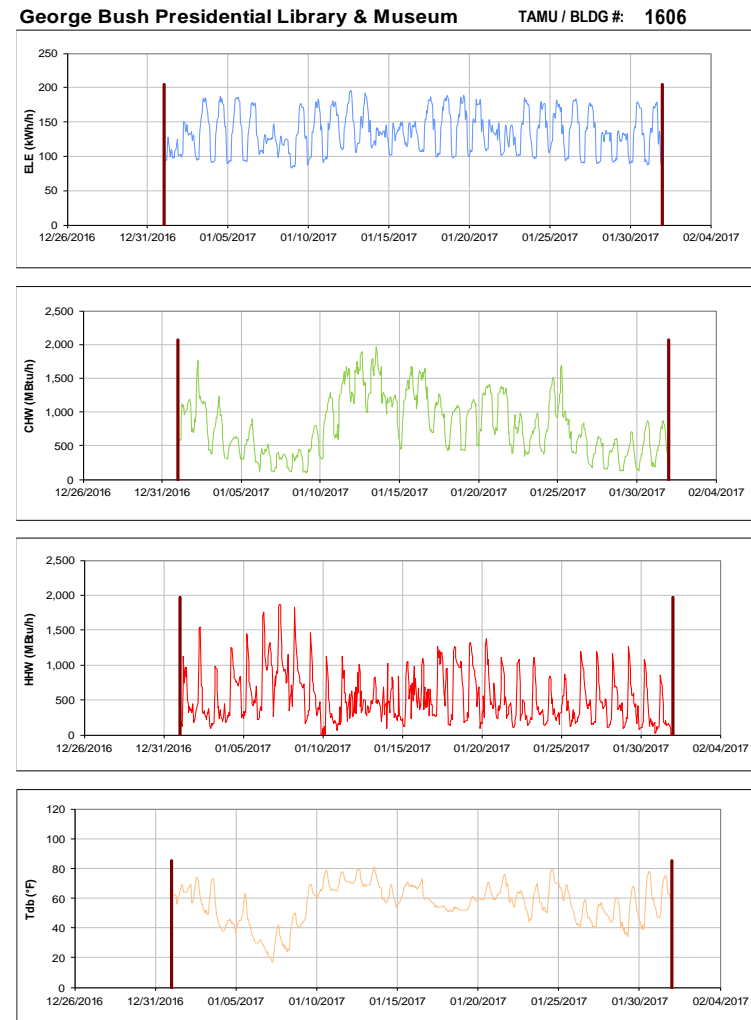 George Bush Presidential Library & Museum TAMU / BLDG #: 1606
250
200
150
100
50
0
ELE (kWh/h)
12/26/2016 12/31/2016 01/05/2017 01/10/2017 01/15/2017 01/20/2017 01/25/2017 01/30/2017 02/04/2017
2,500
2,000
1,500
1,000
500
0
CHW (MBtu/h)
12/26/2016 12/31/2016 01/05/2017 01/10/2017 01/15/2017 01/20/2017 01/25/2017 01/30/2017 02/04/2017
2,500
2,000
1,500
1,000
500
0
HHW (MBtu/h)
12/26/2016 12/31/2016 01/05/2017 01/10/2017 01/15/2017 01/20/2017 01/25/2017 01/30/2017 02/04/2017
120
100
80
60
40
20
0
Tdb (°F)
12/26/2016 12/31/2016 01/05/2017 01/10/2017 01/15/2017 01/20/2017 01/25/2017 01/30/2017 02/04/2017